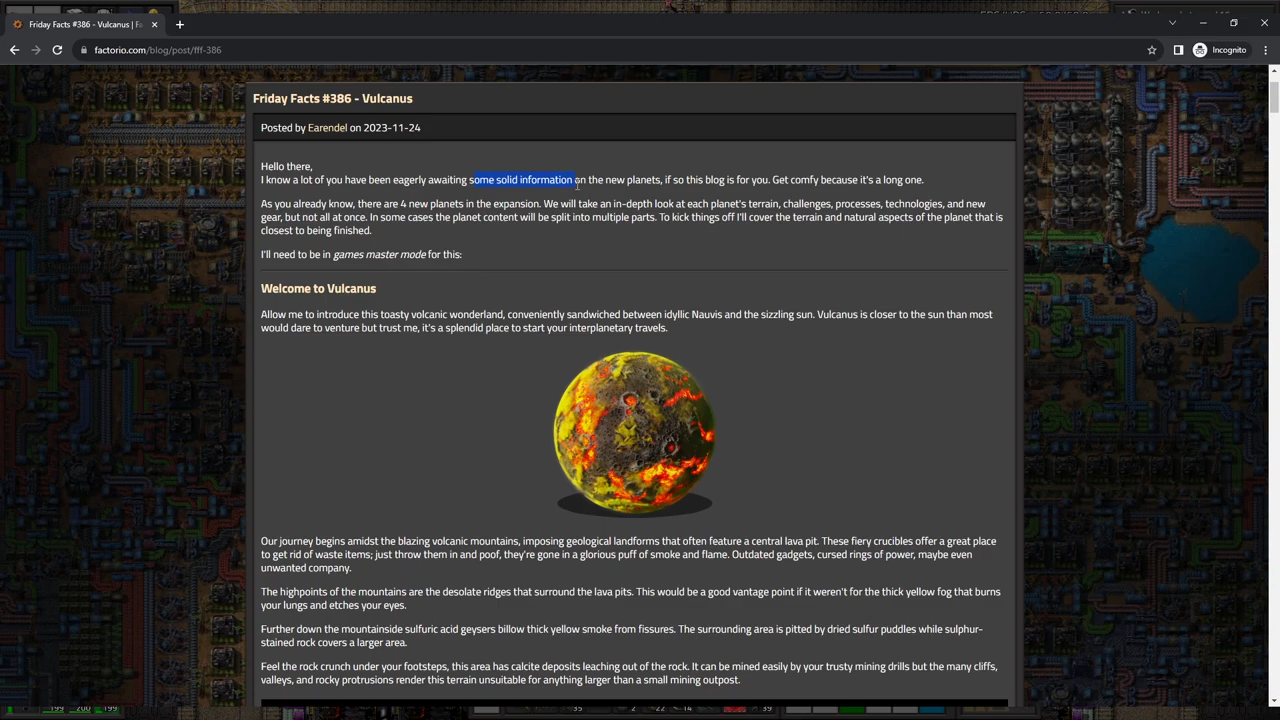 Friday Facts #386 - Vulcanus | Fa
factorio.com/blog/post/fff-386
Incognito
Friday Facts #386 - Vulcanus
Posted by Earendel on 2023-11-24
Hello there,
I know a lot of you have been eagerly awaiting some solid information on the new planets, if so this blog is for you. Get comfy because it's a long one.
As you already know, there are 4 new planets in the expansion. We will take an in-depth look at each planet's terrain, challenges, processes, technologies, and new
gear, but not all at once. In some cases the planet content will be split into multiple parts. To kick things off I'll cover the terrain and natural aspects of the planet that is
closest to being finished.
I'll need to be in games master mode for this:
Welcome to Vulcanus
Allow me to introduce this toasty volcanic wonderland, conveniently sandwiched between idyllic Nauvis and the sizzling sun. Vulcanus is closer to the sun than most
would dare to venture but trust me, it's a splendid place to start your interplanetary travels.
Our journey begins amidst the blazing volcanic mountains, imposing geological landforms that often feature a central lava pit. These fiery crucibles offer a great place
to get rid of waste items; just throw them in and poof, they're gone in a glorious puff of smoke and flame. Outdated gadgets, cursed rings of power, maybe even
unwanted company.
The highpoints of the mountains are the desolate ridges that surround the lava pits. This would be a good vantage point if it weren't for the thick yellow fog that burns
your lungs and etches your eyes.
Further down the mountainside sulfuric acid geysers billow thick yellow smoke from fissures. The surrounding area is pitted by dried sulfur puddles while sulphur-
stained rock covers a larger area.
Feel the rock crunch under your footsteps, this area has calcite deposits leaching out of the rock. It can be mined easily by your trusty mining drills but the many cliffs,
valleys, and rocky protrusions render this terrain unsuitable for anything larger than a small mining outpost.
199 200 199 35 2 22 14 39